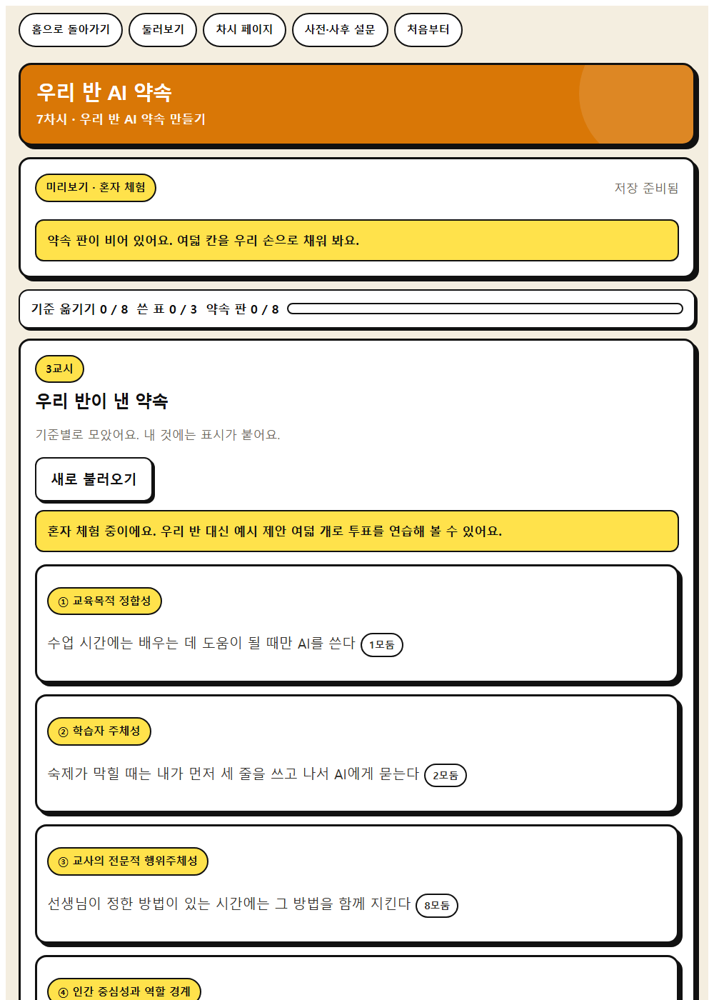 홈으로 돌아가기 둘러보기 차시 페이지 사전·사후 설문 처음부터
우리 반 AI 약속
7차시 · 우리 반 AI 약속 만들기
미리보기 · 혼자 체험 저장 준비됨
약속 판이 비어 있어요. 여덟 칸을 우리 손으로 채워 봐요.
기준 옮기기 0 / 8 쓴 표 0 / 3 약속 판 0 / 8
3교시
우리 반이 낸 약속
기준별로 모았어요. 내 것에는 표시가 붙어요.
새로 불러오기
혼자 체험 중이에요. 우리 반 대신 예시 제안 여덟 개로 투표를 연습해 볼 수 있어요.
① 교육목적 정합성
수업 시간에는 배우는 데 도움이 될 때만 AI를 쓴다 1모둠
② 학습자 주체성
숙제가 막힐 때는 내가 먼저 세 줄을 쓰고 나서 AI에게 묻는다 2모둠
③ 교사의 전문적 행위주체성
선생님이 정한 방법이 있는 시간에는 그 방법을 함께 지킨다 8모둠
④ 인간 중심성과 역할 경계